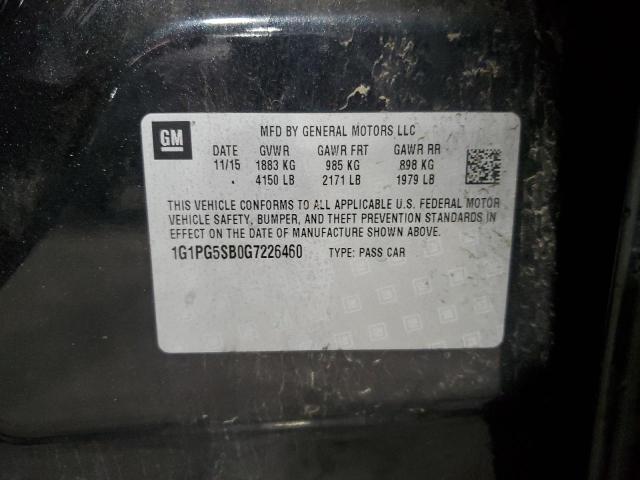 GM
MFD BY GENERAL MOTORS LLC
DATE GVWR GAWR FRT GAWR RR
11/15 1883 KG 985 KG 898 KG
4150 LB 2171 LB 1979 LB
THIS VEHICLE CONFORMS TO ALL APPLICABLE U.S. FEDERAL MOTOR
VEHICLE SAFETY, BUMPER, AND THEFT PREVENTION STANDARDS IN
EFFECT ON THE DATE OF MANUFACTURE SHOWN ABOVE.
1G1PG5SB0G7226460 TYPE: PASS CAR